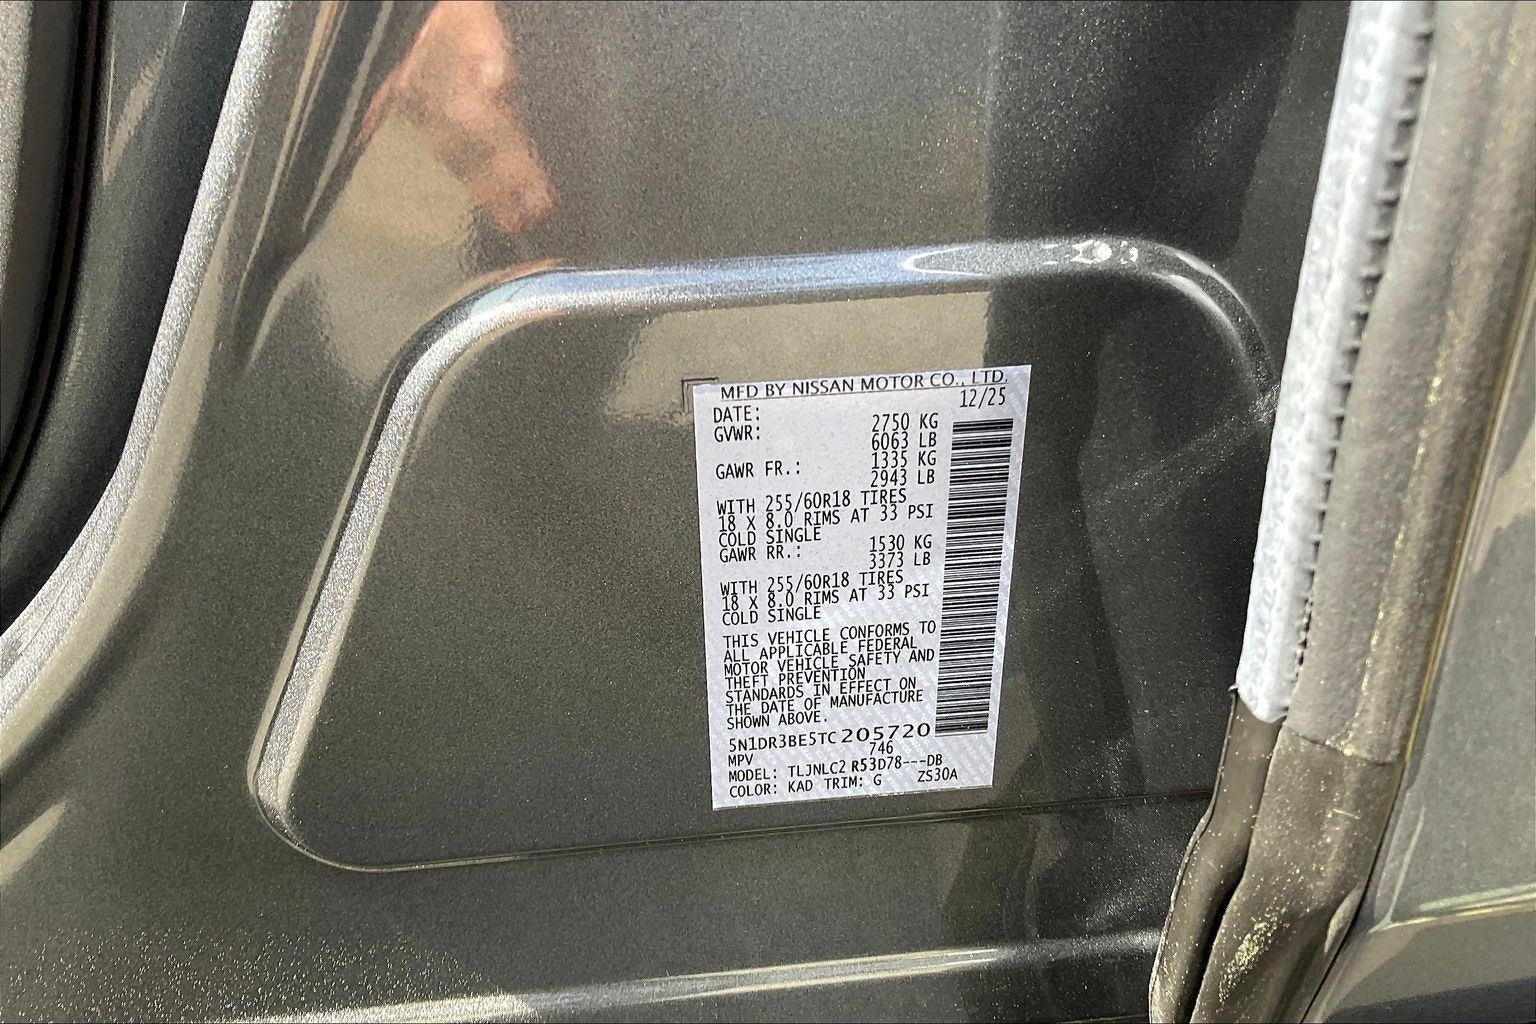 MFD BY NISSAN MOTOR CO., LTD.
DATE: 12/25
GVWR: 2750 KG
6063 LB
GAWR FR.: 1335 KG
2943 LB
WITH 255/60R18 TIRES
18 X 8.0 RIMS AT 33 PSI
COLD SINGLE
GAWR RR.: 1530 KG
3373 LB
WITH 255/60R18 TIRES
18 X 8.0 RIMS AT 33 PSI
COLD SINGLE
THIS VEHICLE CONFORMS TO
ALL APPLICABLE FEDERAL
MOTOR VEHICLE SAFETY AND
THEFT PREVENTION
STANDARDS IN EFFECT ON
THE DATE OF MANUFACTURE
SHOWN ABOVE.
5N1DR3BE5TC205720
MPV 746
MODEL: TLJNLC2 R53D78---DB
COLOR: KAD TRIM: G ZS30A